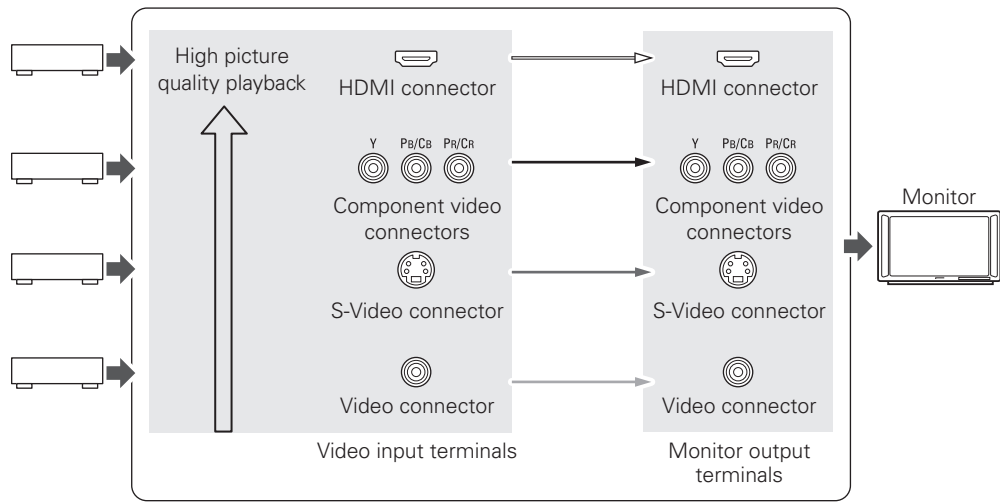 High picture
quality playback
HDMI connector
HDMI connector
Y PB/CB PR/CR
Y PB/CB PR/CR
Component video
connectors
Component video
connectors
Monitor
S-Video connector
S-Video connector
Video connector
Video connector
Video input terminals
Monitor output
terminals